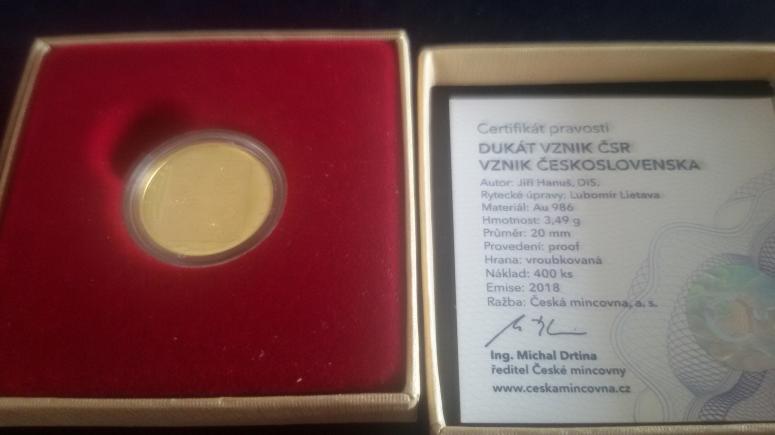 Certifikát pravosti
DUKÁT VZNIK ČSR
VZNIK ČESKOSLOVENSKA
Autor: Jiří Hanuš, DiS.
Rytecké úpravy: Lubomír Lietava
Materiál: Au 986
Hmotnost: 3,49 g
Průměr: 20 mm
Provedení: proof
Hrana: vroubkovaná
Náklad: 400 ks
Emise: 2018
Ražba: Česká mincovna, a. s.
Ing. Michal Drtina
ředitel České mincovny
www.ceskamincovna.cz